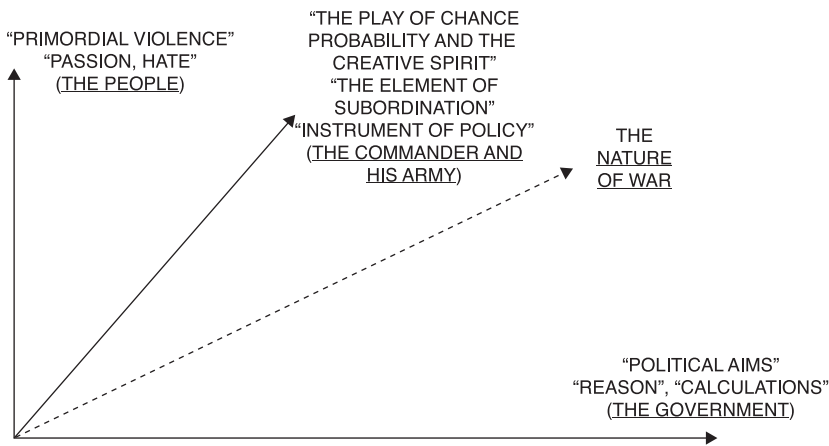 “PRIMORDIAL VIOLENCE”
“PASSION, HATE”
(THE PEOPLE)
“THE PLAY OF CHANCE
PROBABILITY AND THE
CREATIVE SPIRIT”
“THE ELEMENT OF
SUBORDINATION”
“INSTRUMENT OF POLICY”
(THE COMMANDER AND
HIS ARMY)
THE
NATURE
OF WAR
“POLITICAL AIMS”
“REASON”, “CALCULATIONS”
(THE GOVERNMENT)